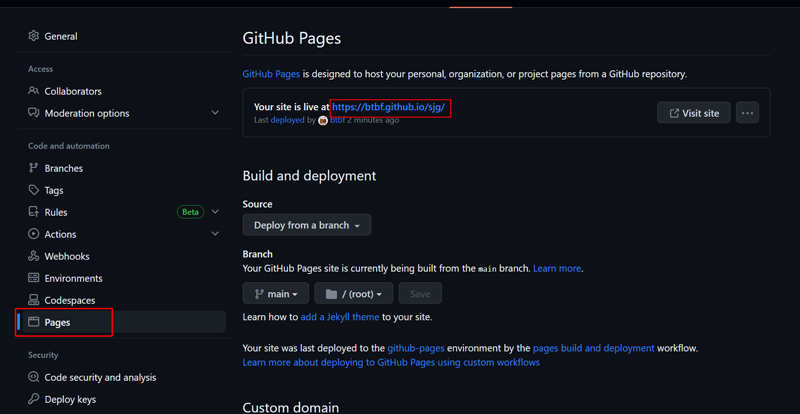 General
Access
Collaborators
Moderation options
Code and automation
Branches
Tags
Rules Beta
Actions
Webhooks
Environments
Codespaces
Pages
Security
Code security and analysis
Deploy keys
GitHub Pages
GitHub Pages is designed to host your personal, organization, or project pages from a GitHub repository.
Your site is live at https://btbf.github.io/sjg/
Last deployed by btbf 2 minutes ago
Visit site
Build and deployment
Source
Deploy from a branch
Branch
Your GitHub Pages site is currently being built from the main branch. Learn more.
main / (root) Save
Learn how to add a Jekyll theme to your site.
Your site was last deployed to the github-pages environment by the pages build and deployment workflow.
Learn more about deploying to GitHub Pages using custom workflows
Custom domain